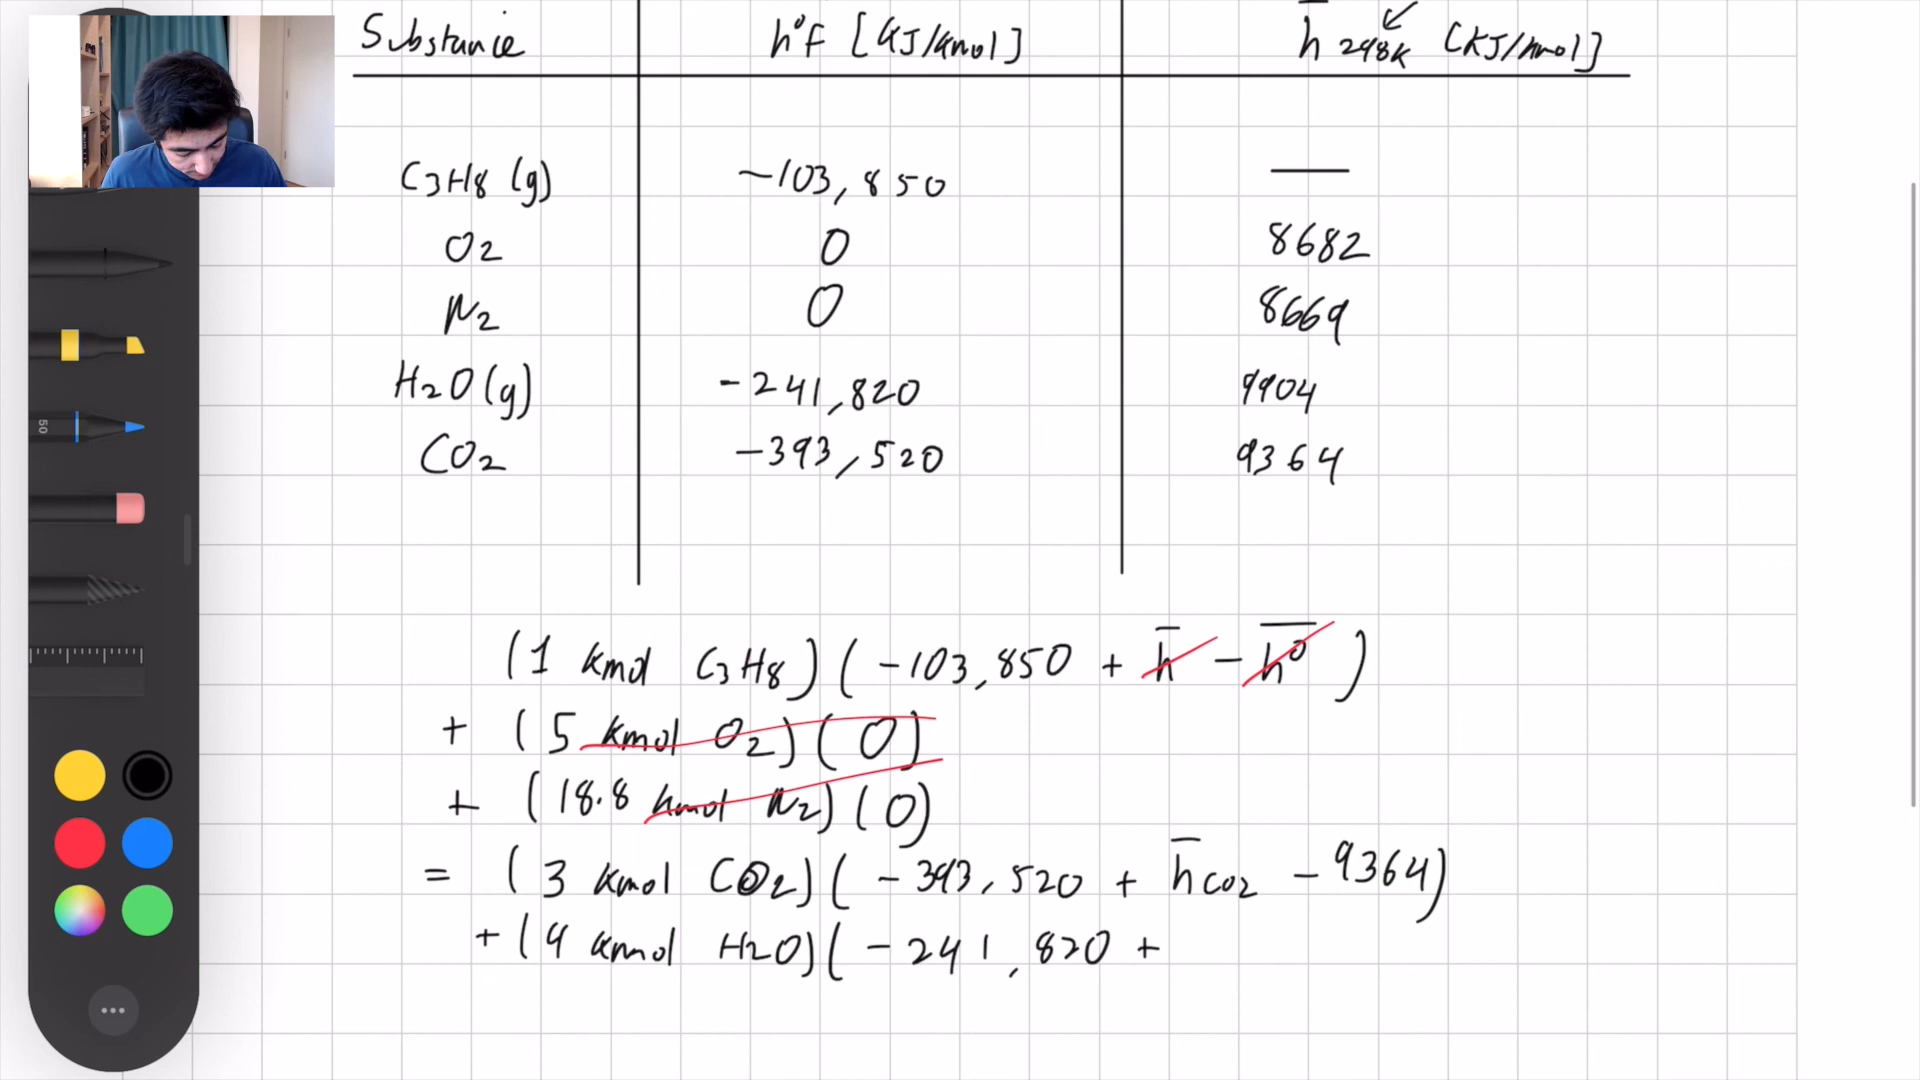 Substance h°f [kJ/kmol] h̄ 298K [kJ/kmol]
C3H8 (g) -103,850 —
O2 0 8682
N2 0 8669
H2O(g) -241,820 9904
CO2 -393,520 9364
(1 kmol C3H8)(-103,850 + h̄ - h̄° )
+ (5 kmol O2)(0)
+ (18.8 kmol N2)(0)
= (3 kmol CO2)(-393,520 + h̄CO2 - 9364)
+ (4 kmol H2O)(-241,820 +
50